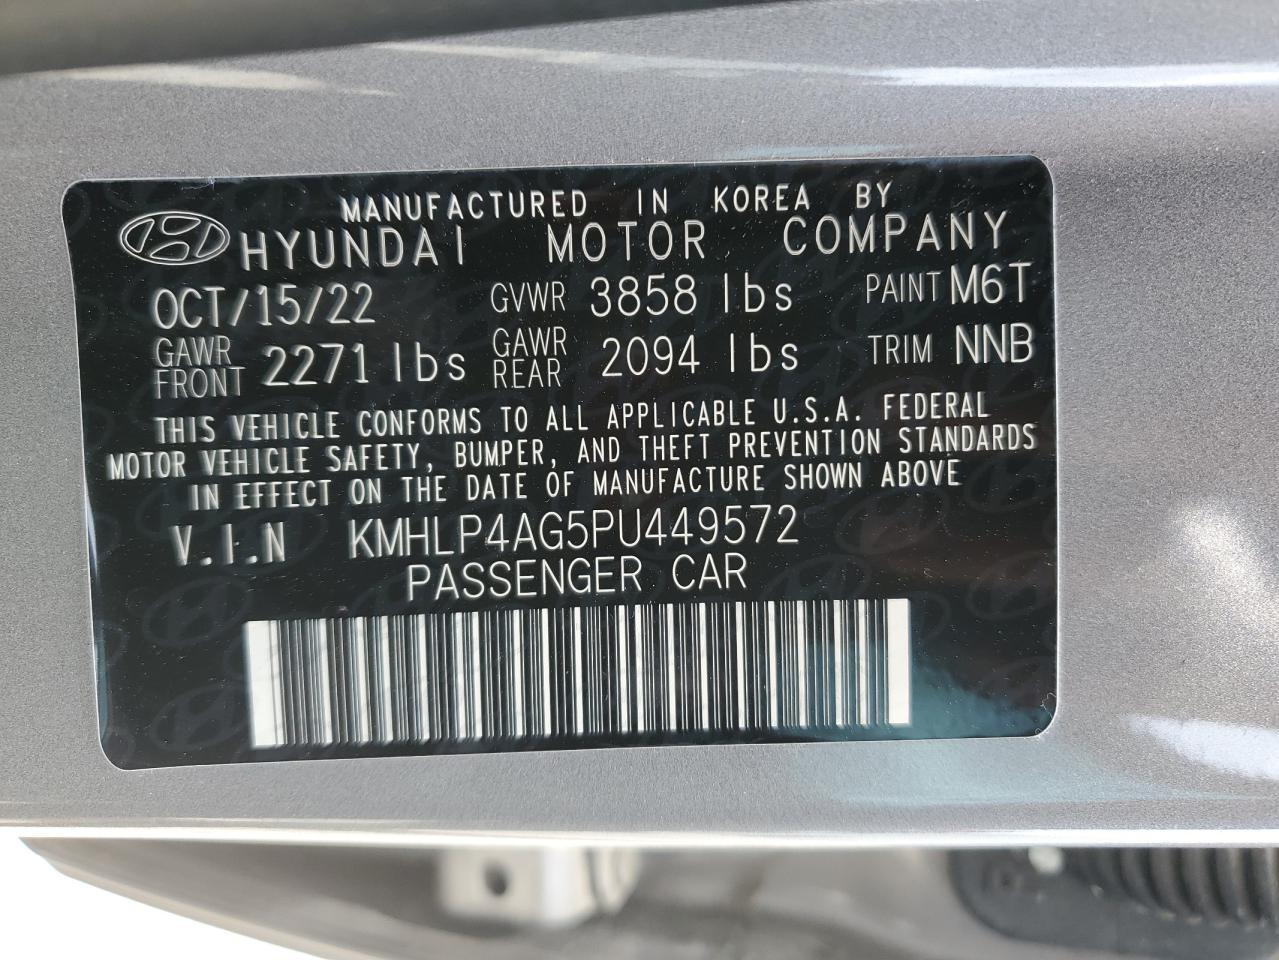 MANUFACTURED IN KOREA BY
HYUNDAI MOTOR COMPANY
OCT/15/22 GVWR 3858 lbs PAINT M6T
GAWR FRONT 2271 lbs GAWR REAR 2094 lbs TRIM NNB
THIS VEHICLE CONFORMS TO ALL APPLICABLE U.S.A. FEDERAL
MOTOR VEHICLE SAFETY, BUMPER, AND THEFT PREVENTION STANDARDS
IN EFFECT ON THE DATE OF MANUFACTURE SHOWN ABOVE
V.I.N KMHLP4AG5PU449572
PASSENGER CAR